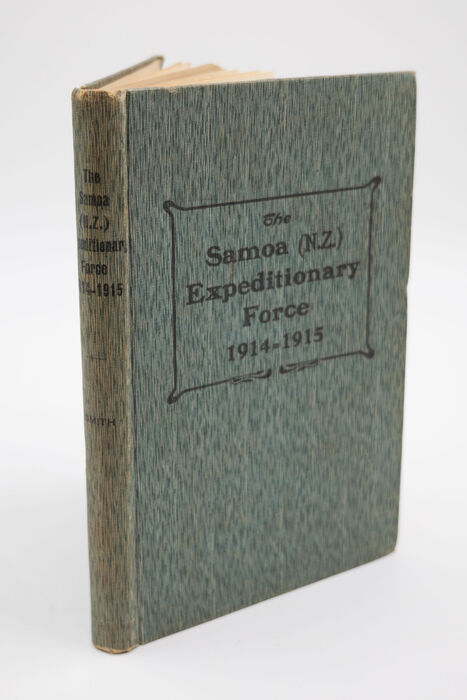 The
Samoa
(N.Z.)
Expeditionary
Force
1914-1915
SMITH
The
Samoa (N.Z.)
Expeditionary
Force
1914-1915